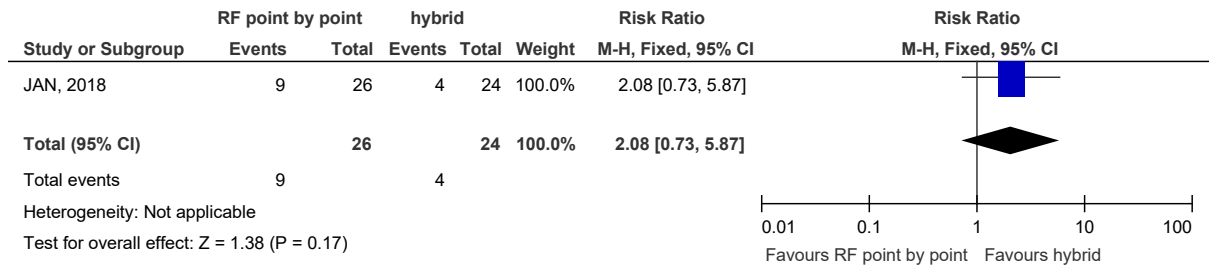 RF point by point hybrid Risk Ratio Risk Ratio
Study or Subgroup Events Total Events Total Weight M-H, Fixed, 95% CI M-H, Fixed, 95% CI
JAN, 2018 9 26 4 24 100.0% 2.08 [0.73, 5.87]
Total (95% CI) 26 24 100.0% 2.08 [0.73, 5.87]
Total events 9 4
Heterogeneity: Not applicable
Test for overall effect: Z = 1.38 (P = 0.17)
0.01 0.1 1 10 100
Favours RF point by point Favours hybrid